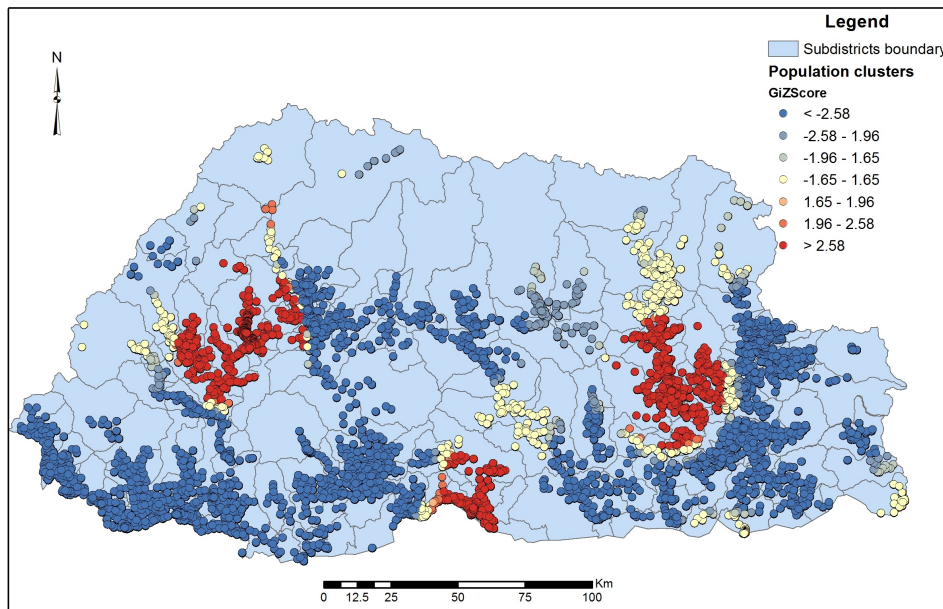 Legend
N
Subdistricts boundary
Population clusters
GiZScore
< -2.58
-2.58 - 1.96
-1.96 - 1.65
-1.65 - 1.65
1.65 - 1.96
1.96 - 2.58
> 2.58
Km
0 12.5 25 50 75 100